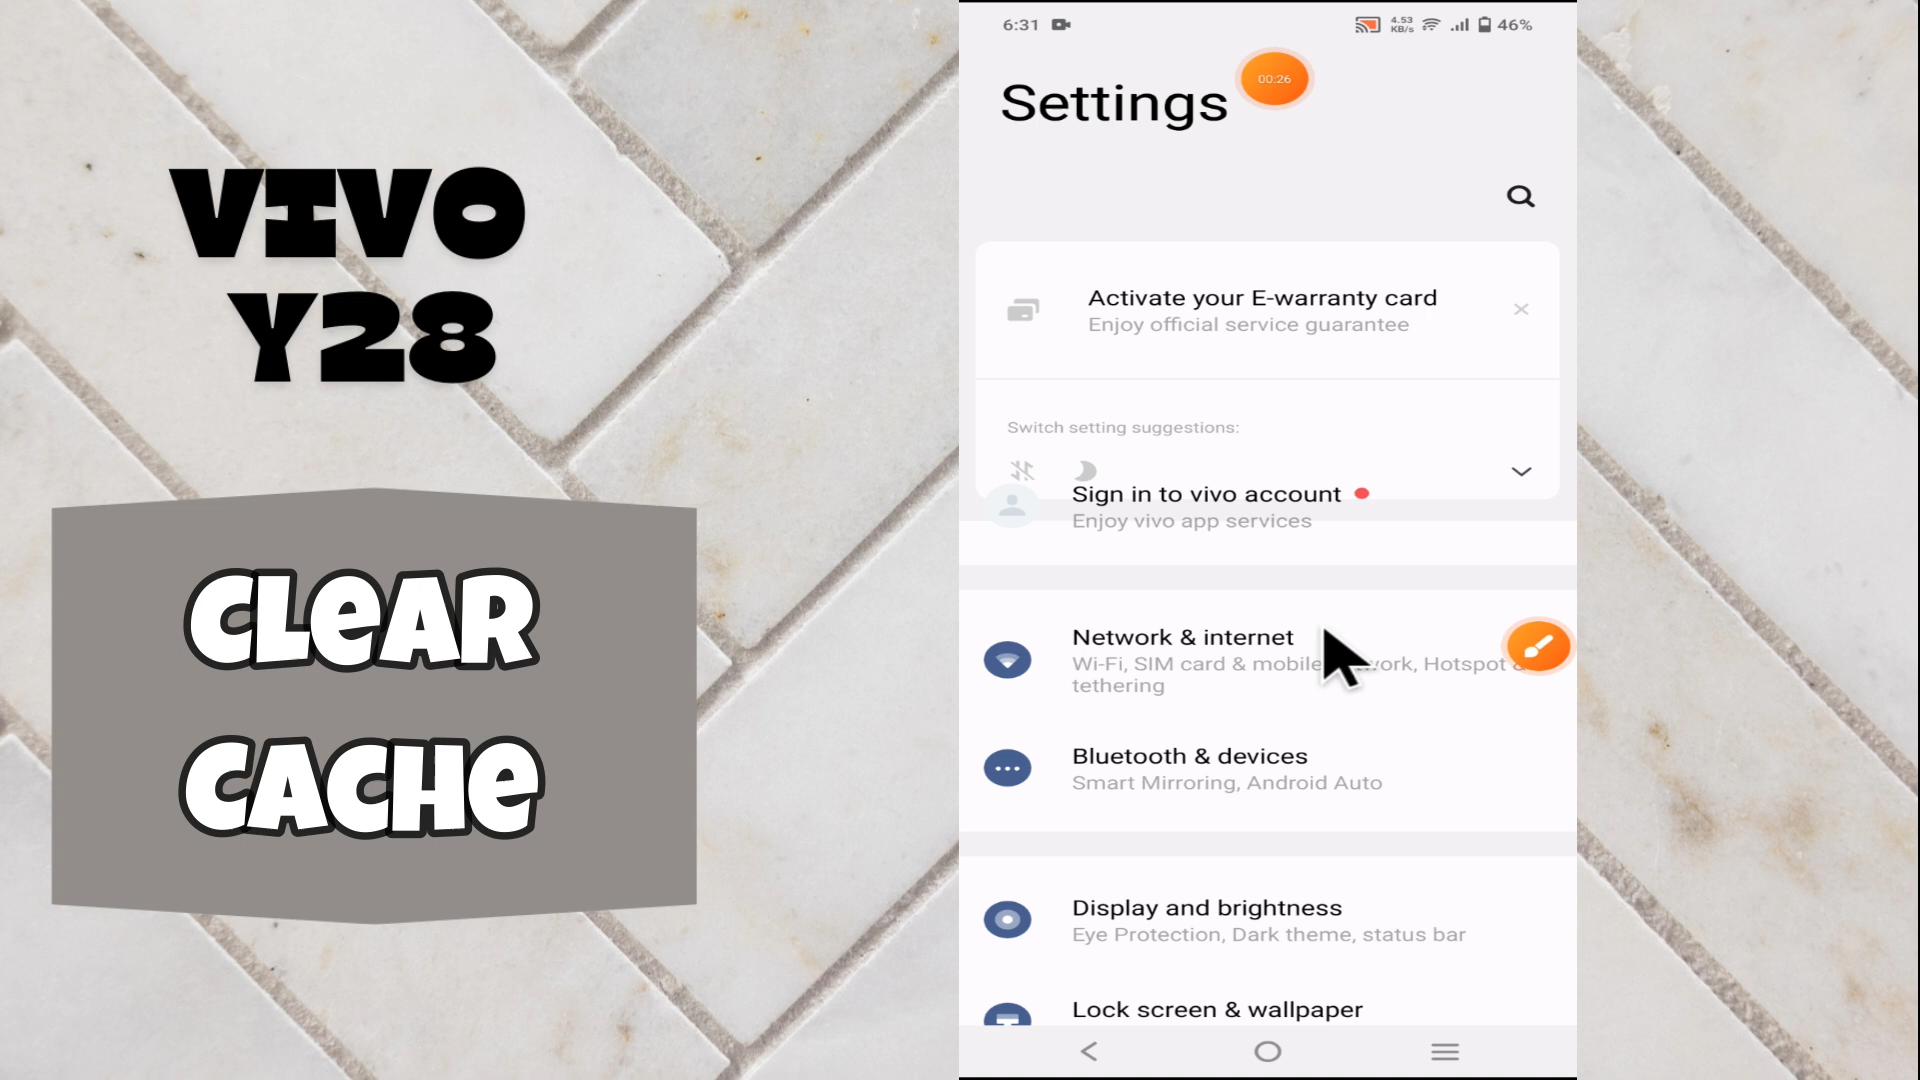 VIVO
Y28
CLEAR
CACHE
6:31
4.53
KB/s
46%
00:26
Settings
Activate your E-warranty card
Enjoy official service guarantee
Switch setting suggestions:
Sign in to vivo account
Enjoy vivo app services
Network & internet
Wi-Fi, SIM card & mobile work, Hotspot &
tethering
Bluetooth & devices
Smart Mirroring, Android Auto
Display and brightness
Eye Protection, Dark theme, status bar
Lock screen & wallpaper